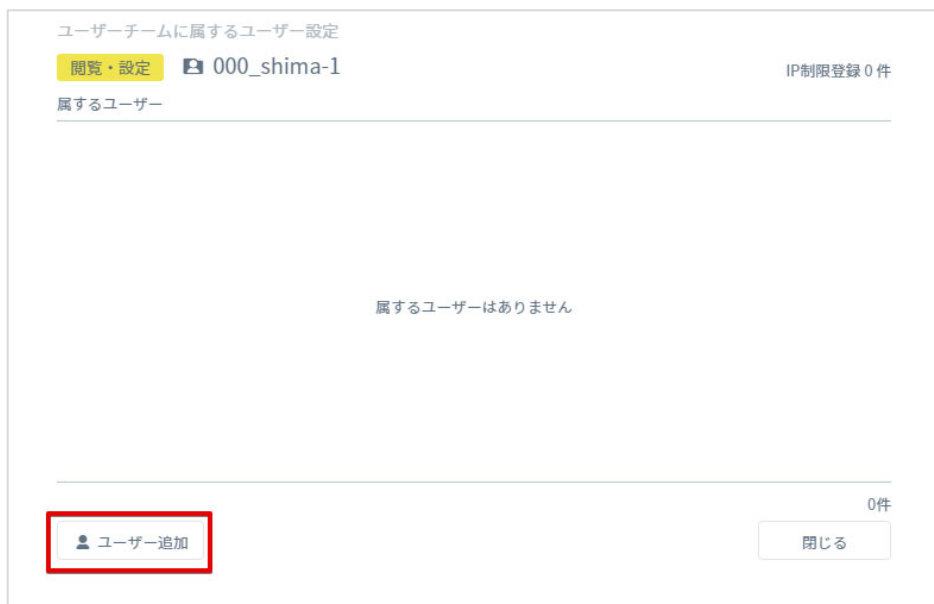 ユーザーチームに属するユーザー設定
閲覧・設定 000_shima-1
IP制限登録 0 件
属するユーザー
属するユーザーはありません
0件
ユーザー追加
閉じる